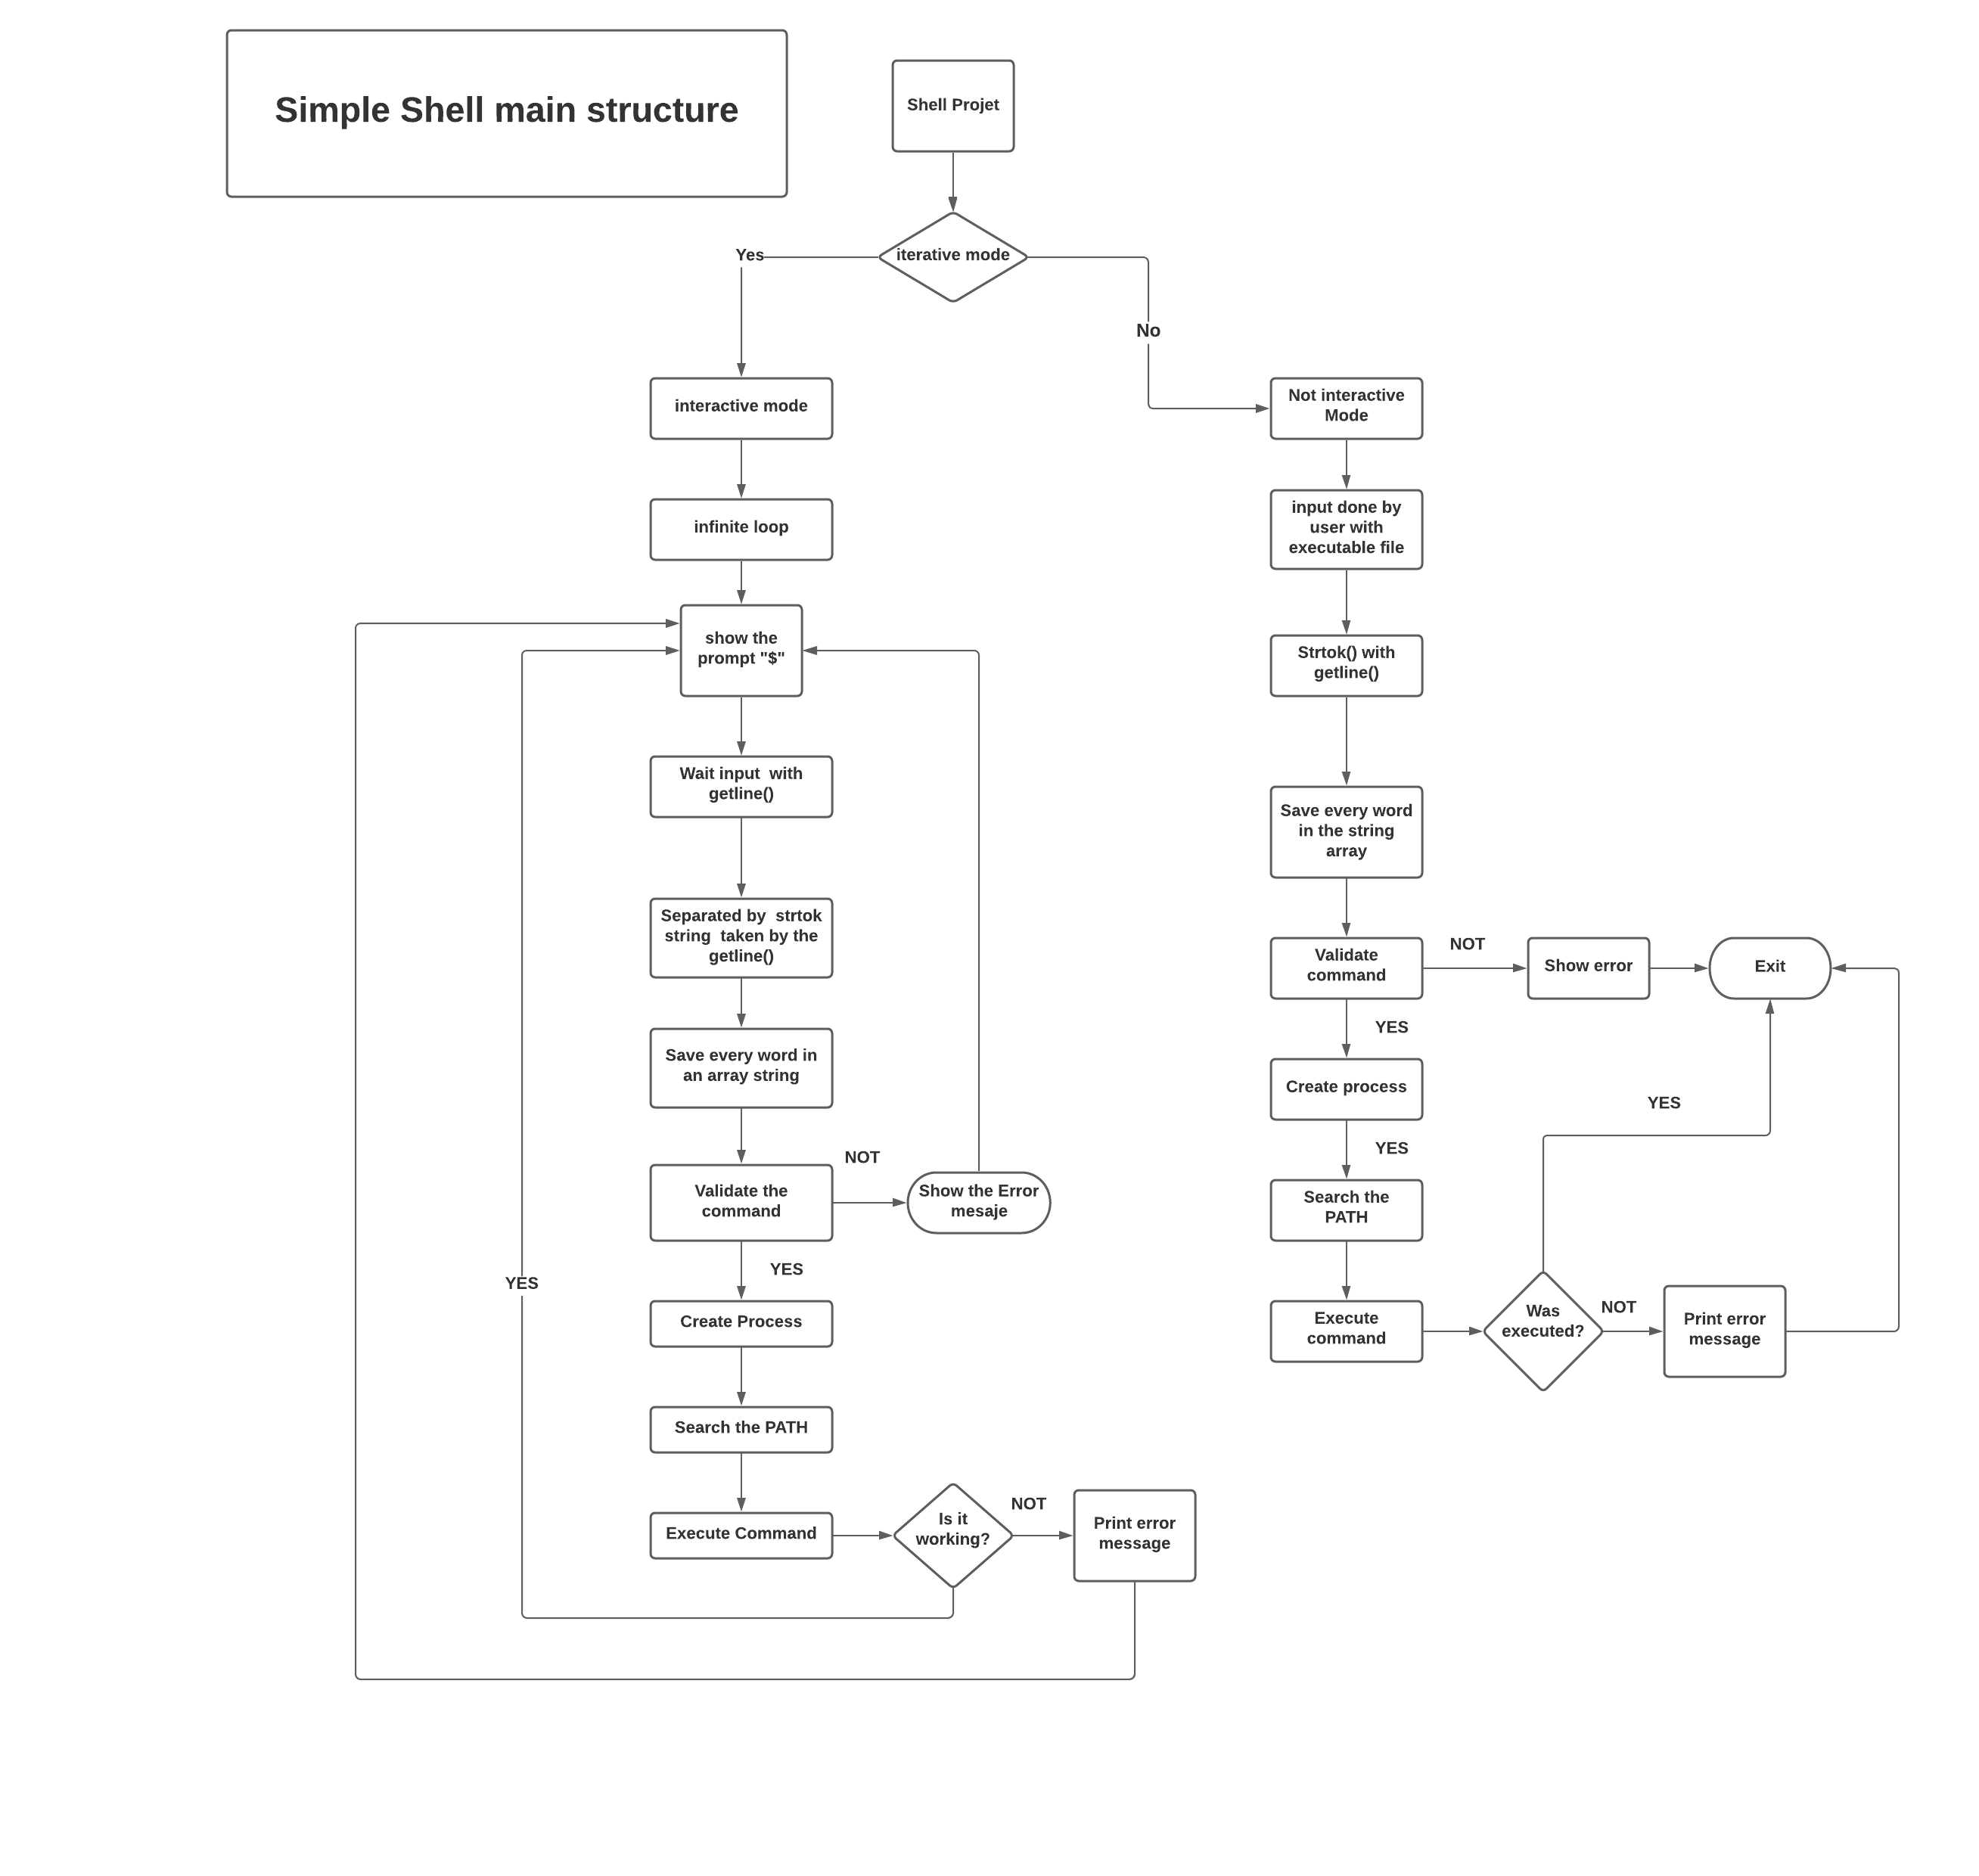 Simple Shell main structure
Shell Projet
iterative mode
Yes
No
interactive mode
infinite loop
show the
prompt "$"
Wait input  with
getline()
Separated by  strtok
string  taken by the
getline()
Save every word in
an array string
Validate the
command
NOT
Show the Error
mesaje
YES
YES
Create Process
Search the PATH
Execute Command
Is it
working?
NOT
Print error
message
Not interactive
Mode
input done by
user with
executable file
Strtok() with
getline()
Save every word
in the string
array
Validate
command
NOT
Show error
Exit
YES
Create process
YES
YES
Search the
PATH
Execute
command
Was
executed?
NOT
Print error
message